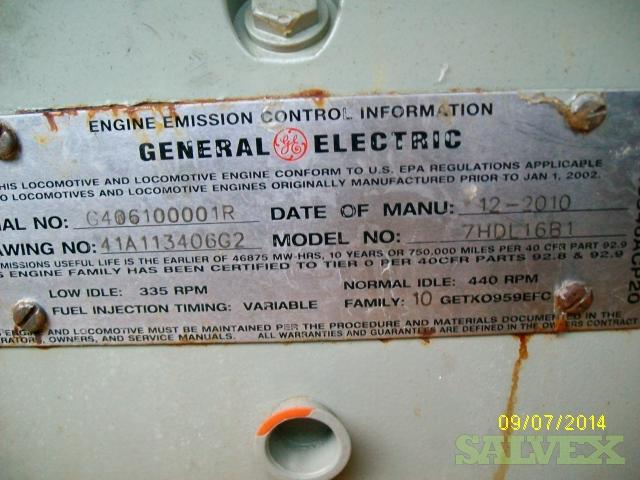 ENGINE EMISSION CONTROL INFORMATION
GENERAL GE ELECTRIC
HIS LOCOMOTIVE AND LOCOMOTIVE ENGINE CONFORM TO U.S. EPA REGULATIONS APPLICABLE
O LOCOMOTIVES AND LOCOMOTIVE ENGINES ORIGINALLY MANUFACTURED PRIOR TO JAN 1, 2002.
IAL NO: G406100001R DATE OF MANU: 12-2010
AWING NO: 41A113406G2 MODEL NO: 7HDL16B1
MISSIONS USEFUL LIFE IS THE EARLIER OF 46875 MW-HRS, 10 YEARS OR 750,000 MILES PER 40 CFR PART 92.9
S ENGINE FAMILY HAS BEEN CERTIFIED TO TIER 0 PER 40CFR PARTS 92.8 & 92.9
LOW IDLE: 335 RPM NORMAL IDLE: 440 RPM
FUEL INJECTION TIMING: VARIABLE FAMILY: 10 GETK0959EFC
S ENGINE AND LOCOMOTIVE MUST BE MAINTAINED PER THE PROCEDURE AND MATERIALS DOCUMENTED IN THE
ERATORS, OWNERS, AND SERVICE MANUALS. ALL WARRANTIES AND GUARANTEES ARE DEFINED IN THE OWNERS CONTRACT
09/07/2014
SALVEX